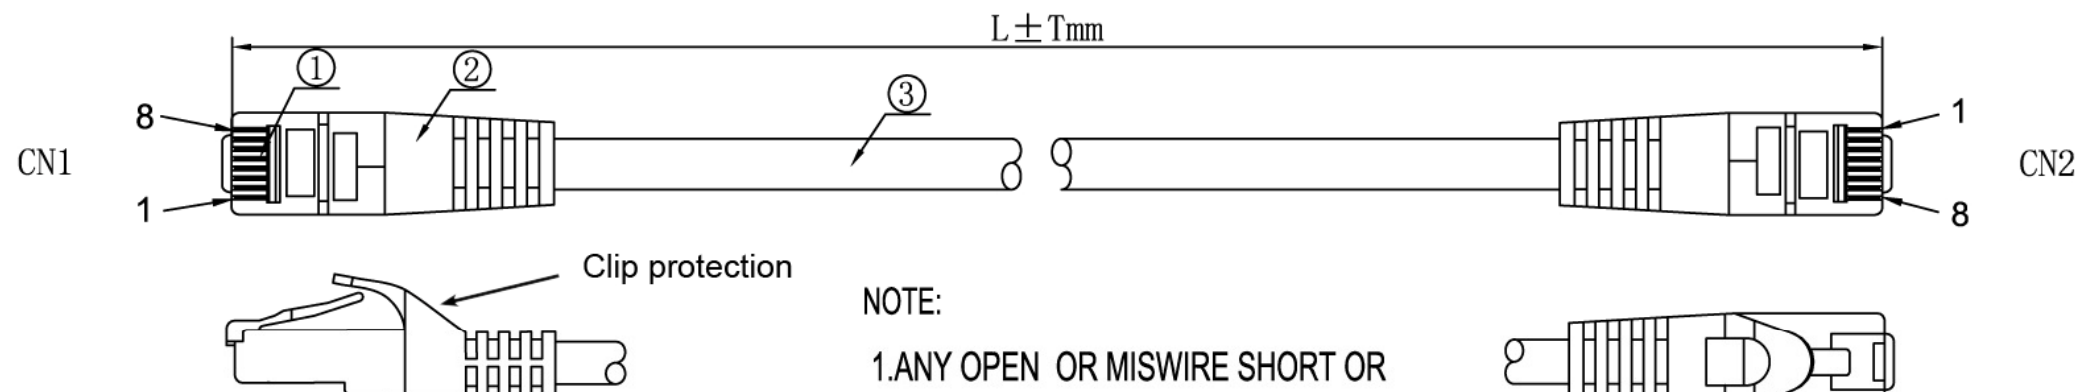 L±Tmm
① ② ③
8 1
CN1 CN2
1 8
Clip protection
NOTE:
1.ANY OPEN OR MISWIRE SHORT OR